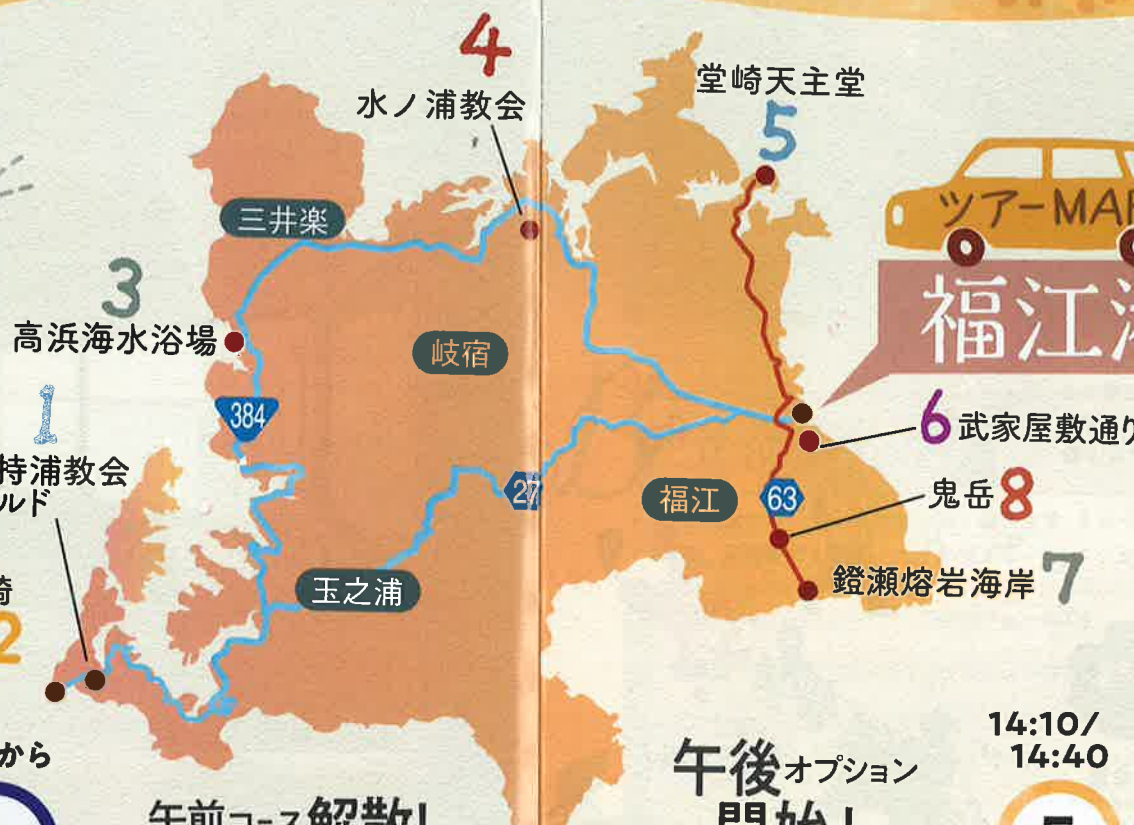 4
水ノ浦教会
堂崎天主堂
5
ツアーMA
三井楽
福江
3
高浜海水浴場
岐宿
1
384
持浦教会
ルド
6 武家屋敷通り
27
福江
63
鬼岳 8
玉之浦
鐙瀬熔岩海岸 7
崎
2
14:10/
14:40
から
午後オプション
午前コース解散!
開始!